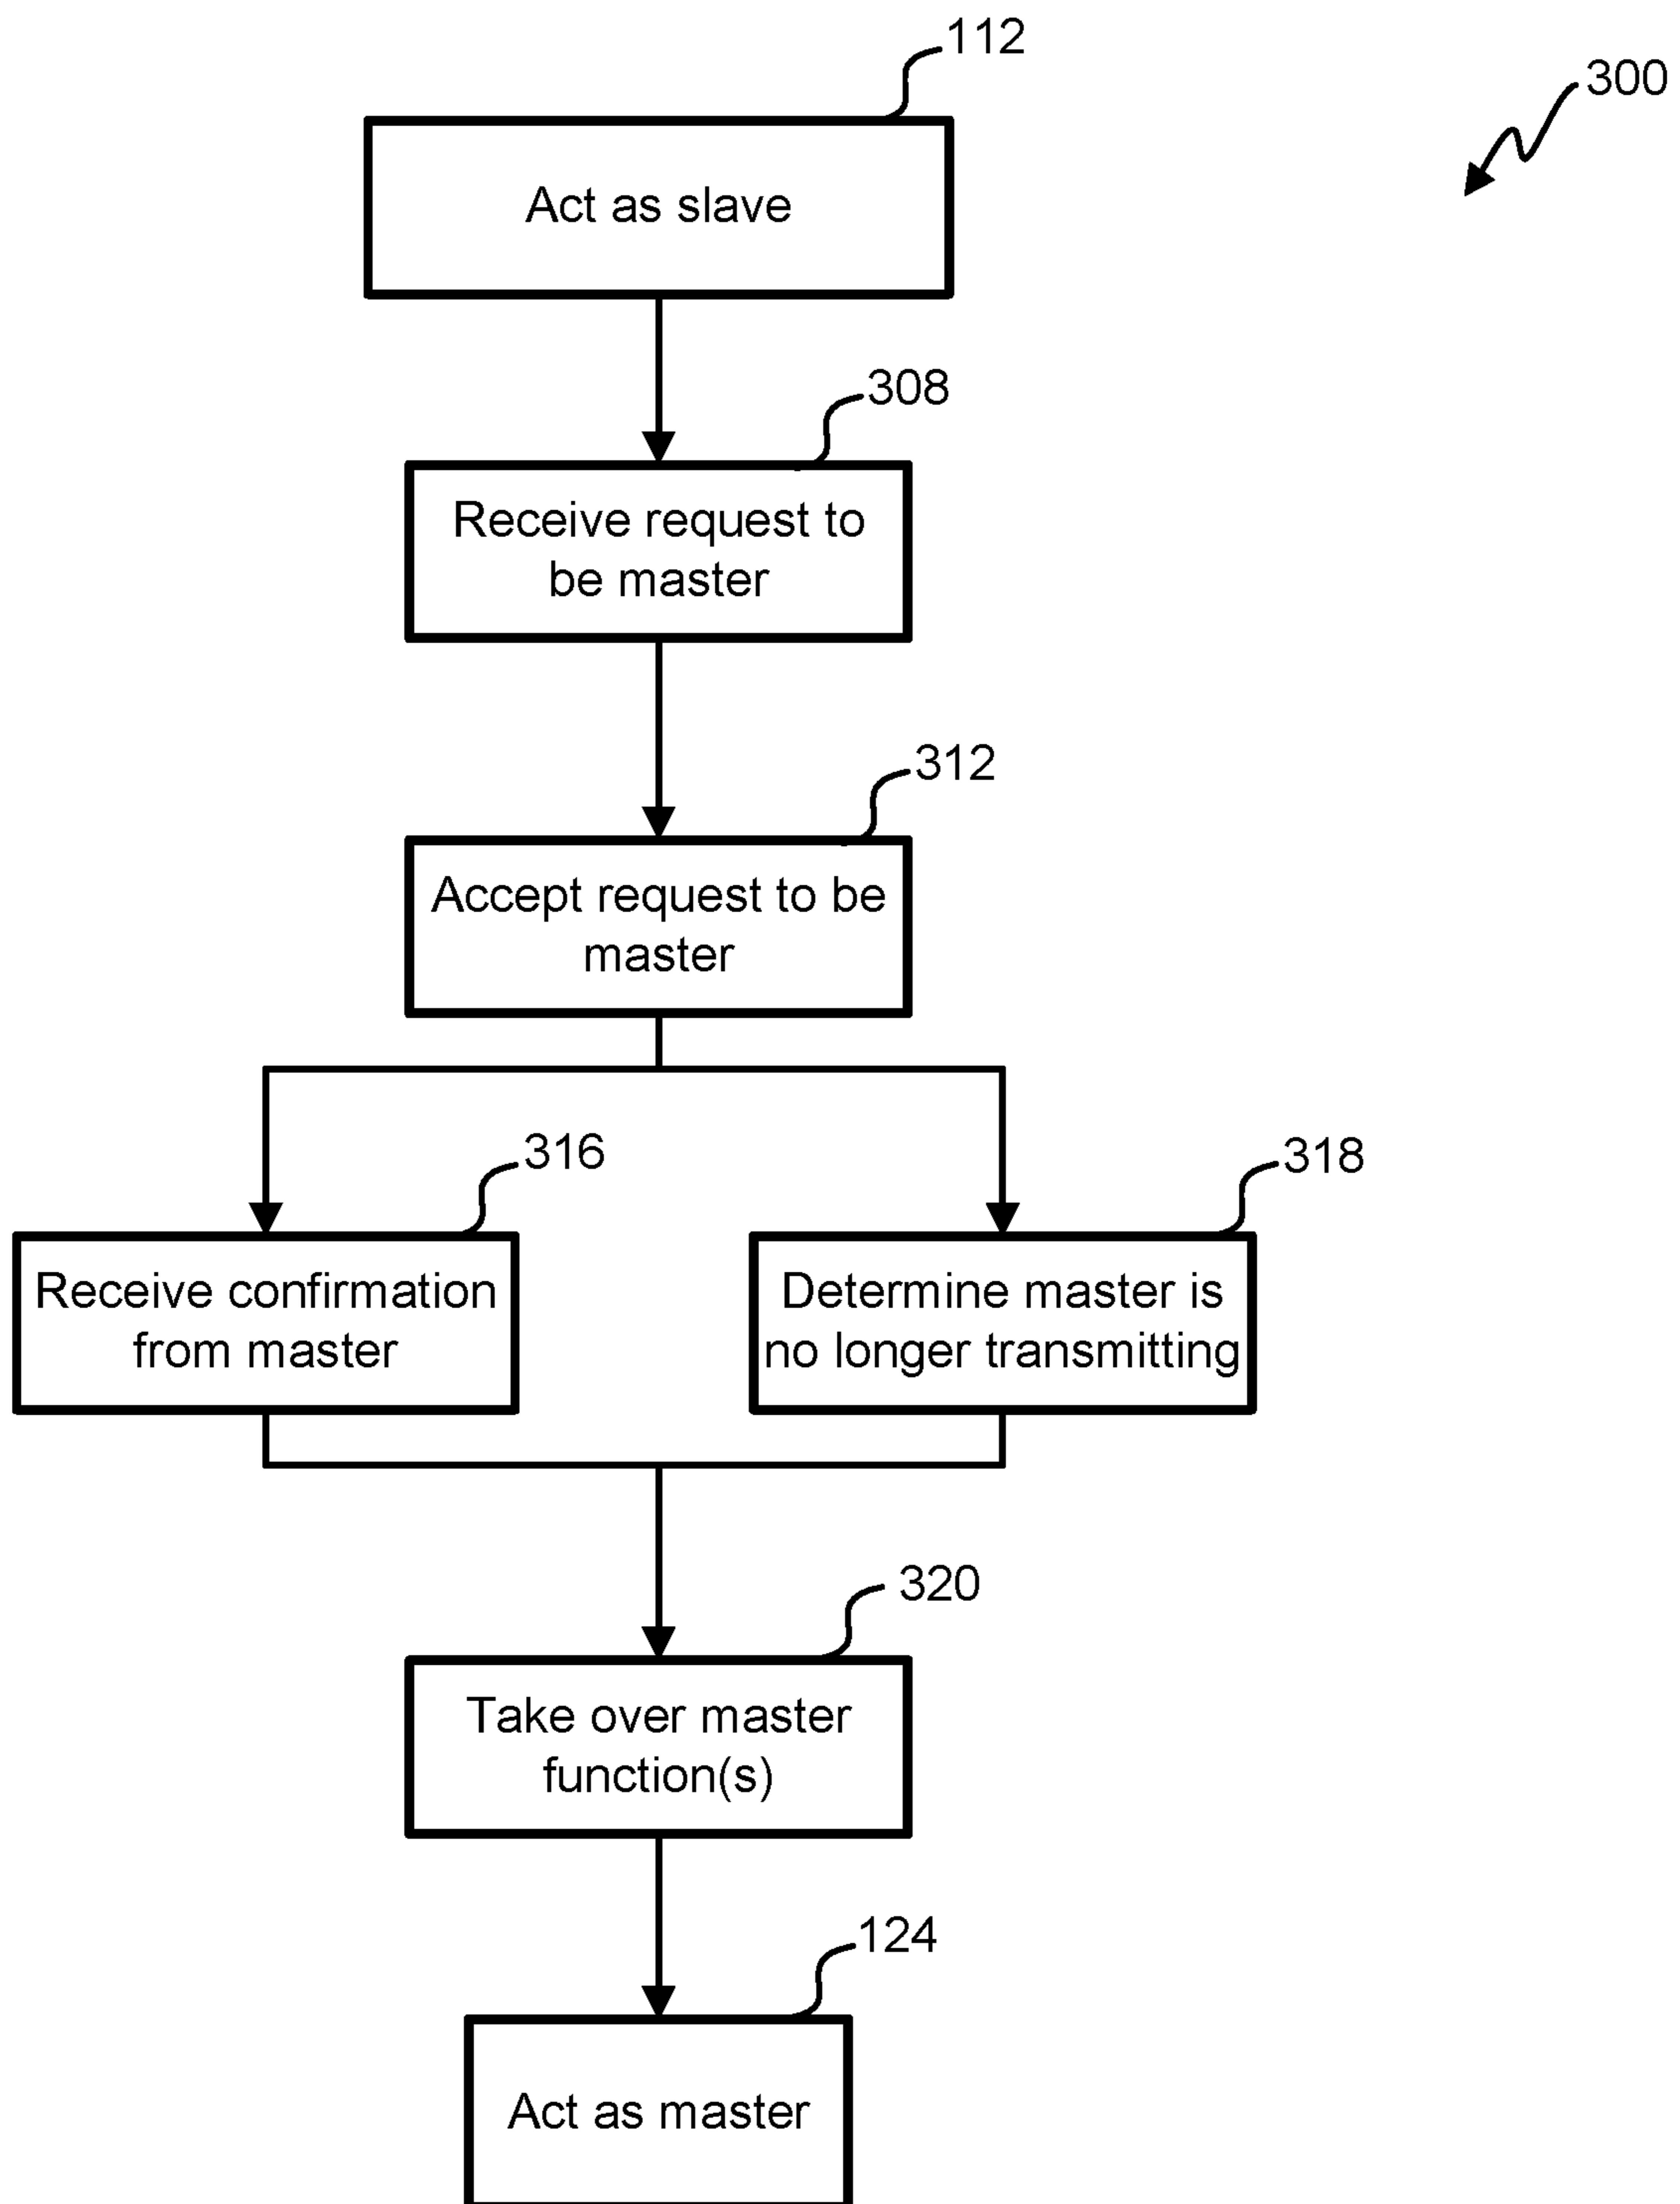 112
300
Act as slave
308
Receive request to
be master
312
Accept request to be
master
316
318
Receive confirmation
from master
Determine master is
no longer transmitting
320
Take over master
function(s)
124
Act as master